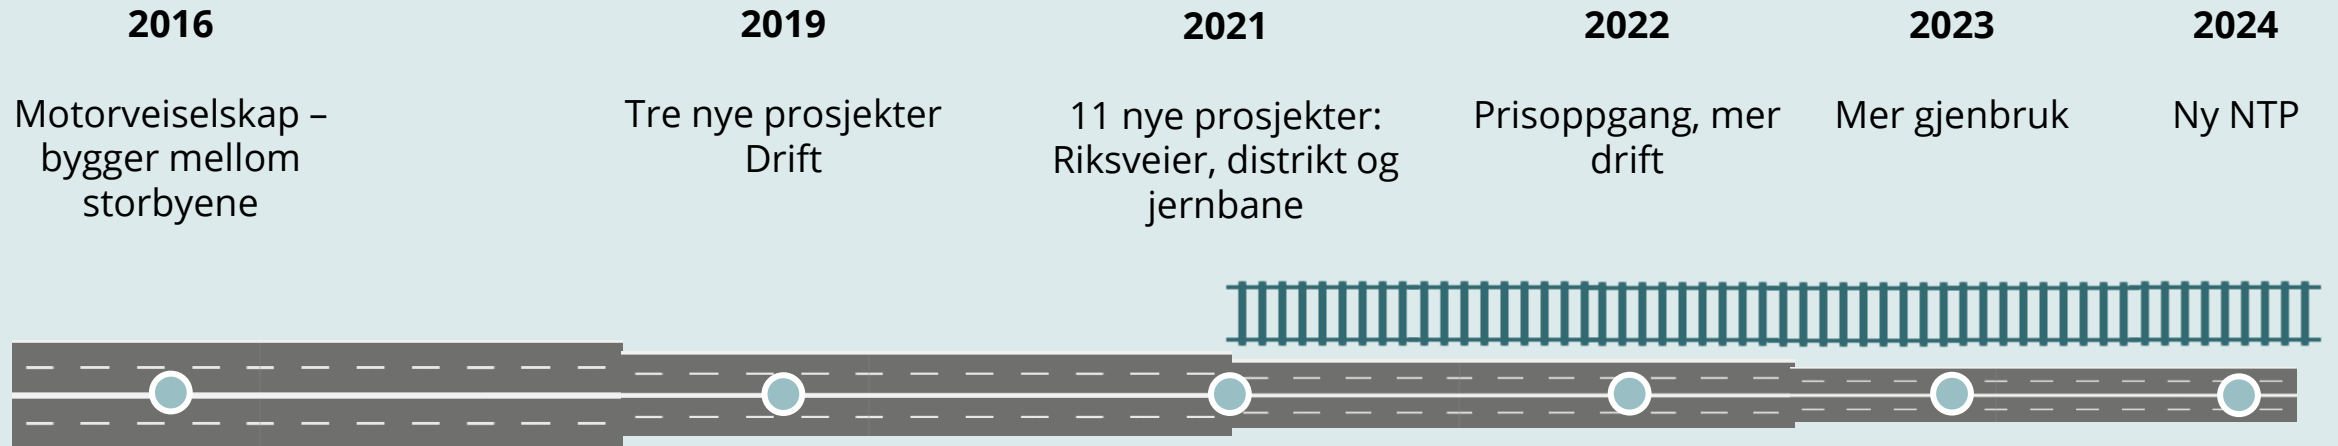 2016
Motorveiselskap –
bygger mellom
storbyene
2019
Tre nye prosjekter
Drift
2021
11 nye prosjekter:
Riksveier, distrikt og
jernbane
2022
Prisoppgang, mer
drift
2023
Mer gjenbruk
2024
Ny NTP